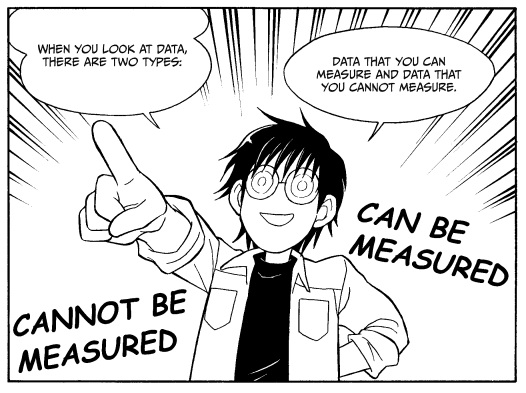 WHEN YOU LOOK AT DATA,
THERE ARE TWO TYPES:
DATA THAT YOU CAN
MEASURE AND DATA THAT
YOU CANNOT MEASURE.
CAN BE
MEASURED
CANNOT BE
MEASURED